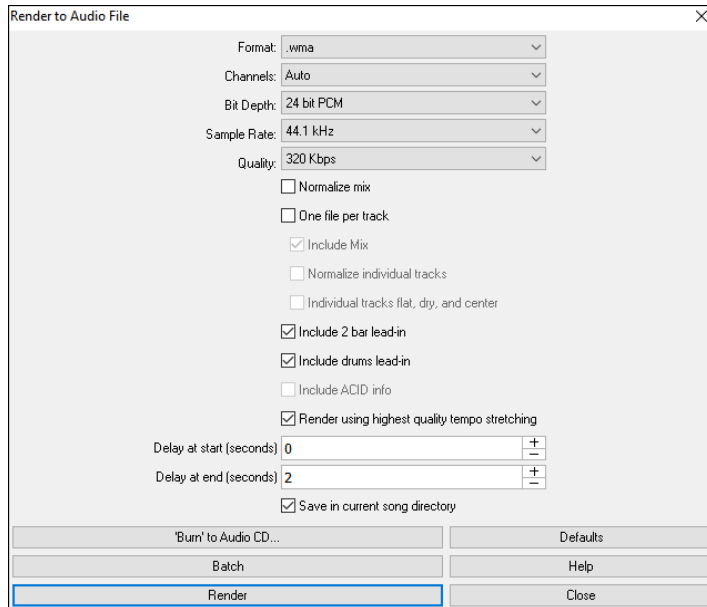 Render to Audio File
Format: .wma
Channels: Auto
Bit Depth: 24 bit PCM
Sample Rate: 44.1 kHz
Quality: 320 Kbps
Normalize mix
One file per track
Include Mix
Normalize individual tracks
Individual tracks flat, dry, and center
Include 2 bar lead-in
Include drums lead-in
Include ACID info
Render using highest quality tempo stretching
Delay at start (seconds) 0
Delay at end (seconds) 2
Save in current song directory
'Burn' to Audio CD... Defaults
Batch Help
Render Close